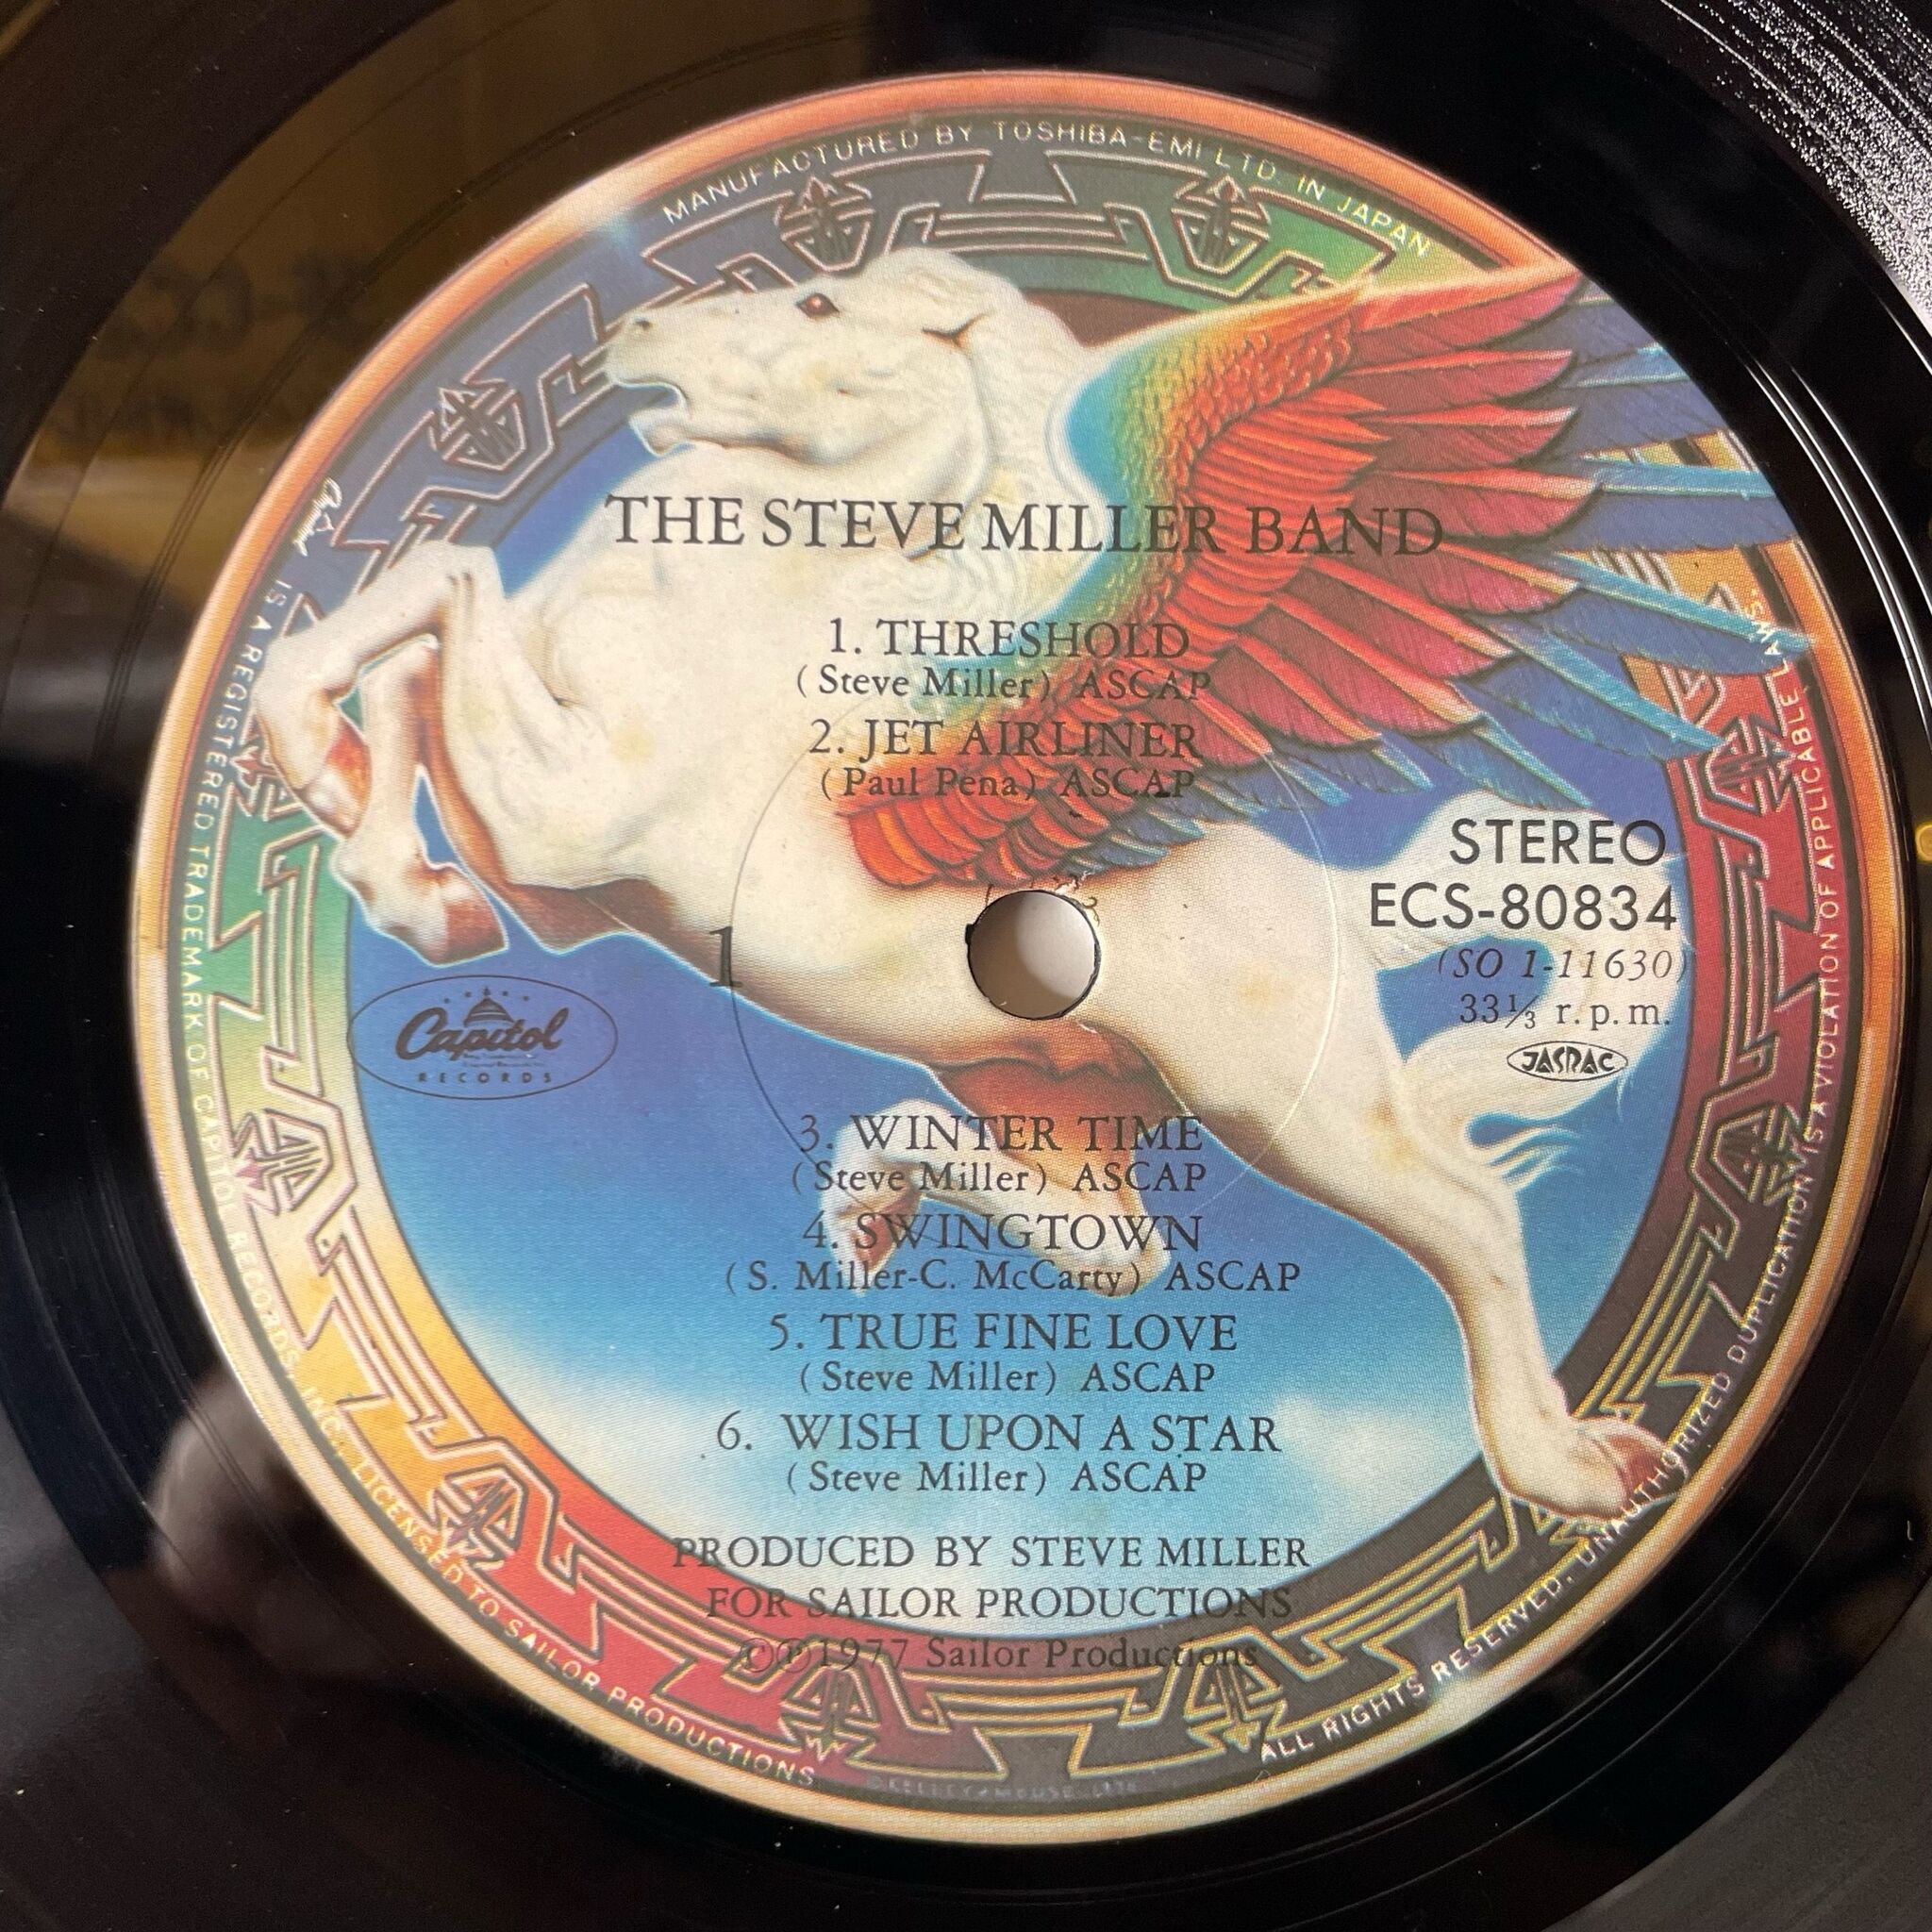 MANUFACTURED BY TOSHIBA-EMI LTD. IN JAPAN
THE STEVE MILLER BAND
1. THRESHOLD
(Steve Miller) ASCAP
2. JET AIRLINER
(Paul Pena) ASCAP
STEREO
ECS-80834
(SO 1-11630)
33⅓ r.p.m.
JASRAC
1
Capitol
RECORDS
3. WINTER TIME
(Steve Miller) ASCAP
4. SWINGTOWN
(S. Miller-C. McCarty) ASCAP
5. TRUE FINE LOVE
(Steve Miller) ASCAP
6. WISH UPON A STAR
(Steve Miller) ASCAP
PRODUCED BY STEVE MILLER
FOR SAILOR PRODUCTIONS
©℗1977 Sailor Productions
Capitol IS A REGISTERED TRADEMARK OF CAPITOL RECORDS, INC., LICENSED TO SAILOR PRODUCTIONS
ALL RIGHTS RESERVED. UNAUTHORIZED DUPLICATION IS A VIOLATION OF APPLICABLE LAWS.
© KELLEY/MOUSE